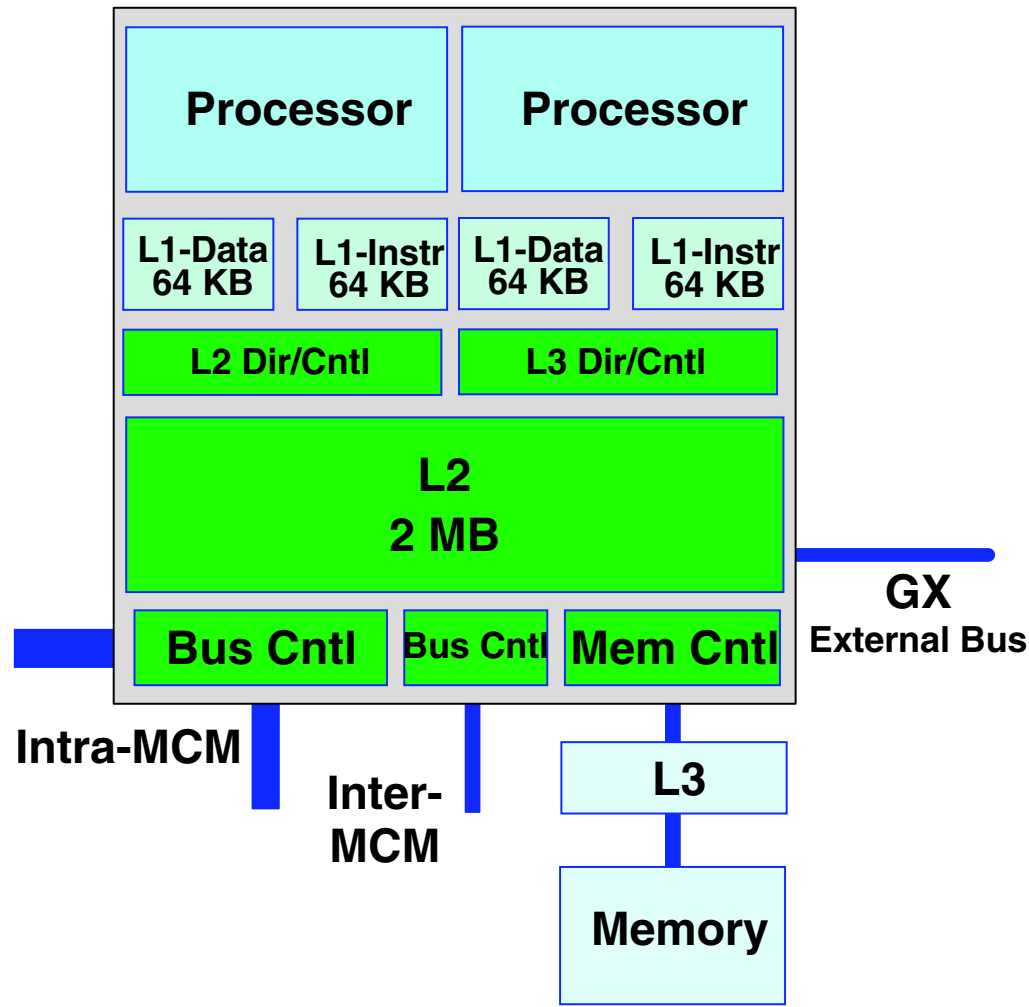 Processor
Processor
L1-Data
64 KB
L1-Instr
64 KB
L1-Data
64 KB
L1-Instr
64 KB
L2 Dir/Cntl
L3 Dir/Cntl
L2
2 MB
GX
External Bus
Bus Cntl
Bus Cntl
Mem Cntl
Intra-MCM
Inter-
MCM
L3
Memory